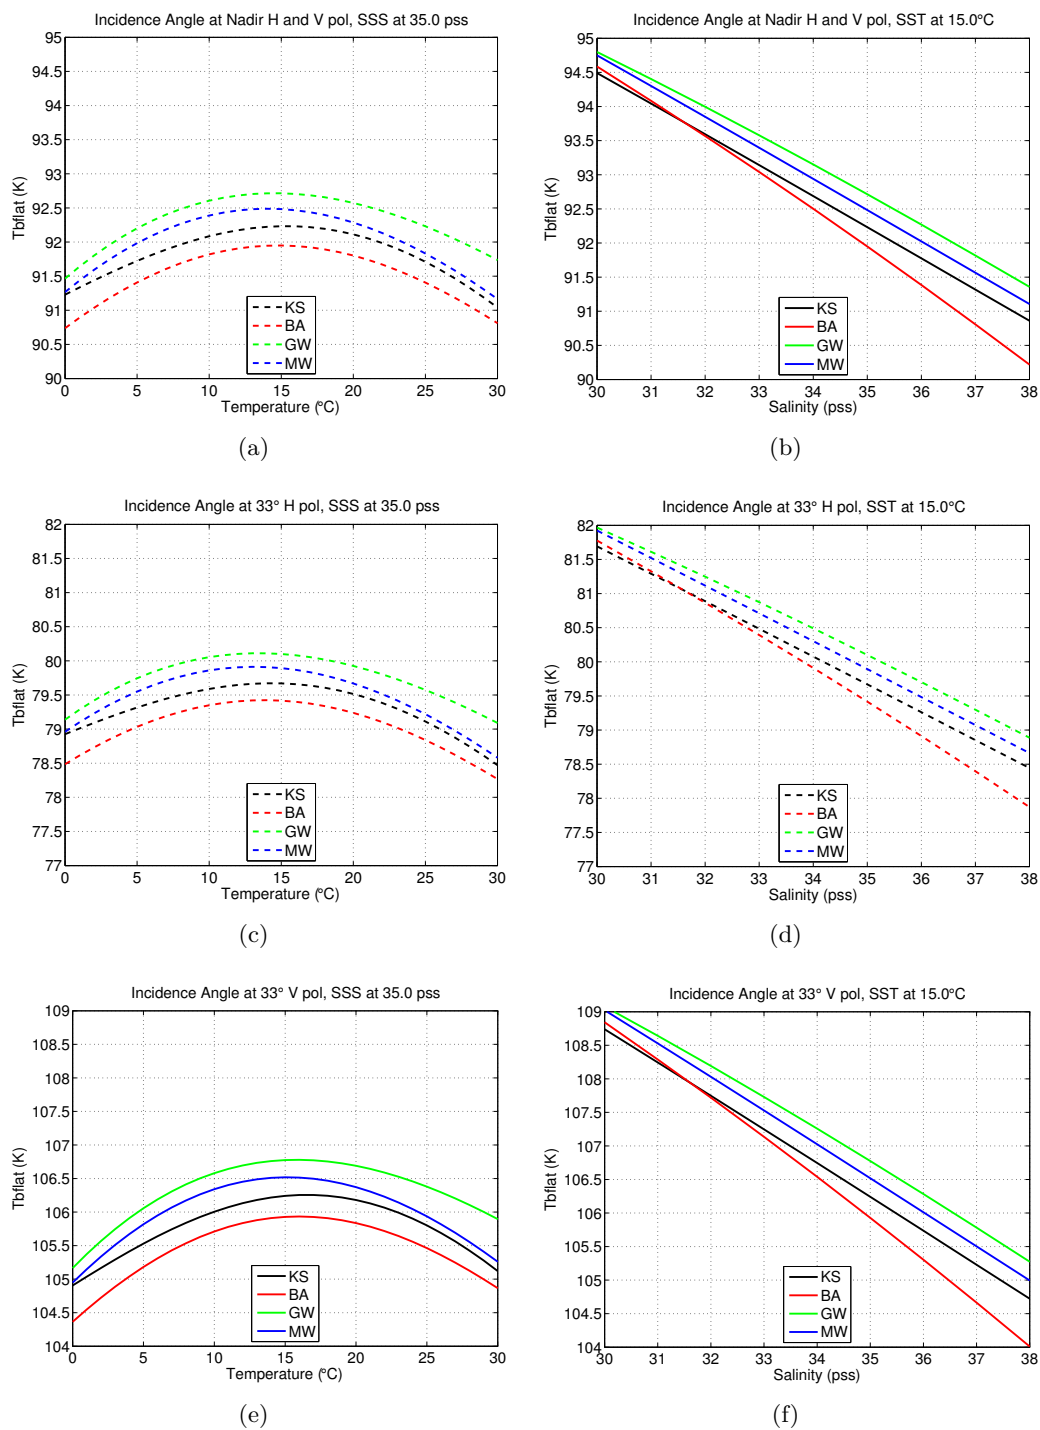 Incidence Angle at Nadir H and V pol, SSS at 35.0 pss
95
94.5
94
93.5
93
92.5
92
91.5
91
90.5
90
Tbflat (K)
0 5 10 15 20 25 30
Temperature (°C)
KS
BA
GW
MW
(a)
Incidence Angle at Nadir H and V pol, SST at 15.0°C
95
94.5
94
93.5
93
92.5
92
91.5
91
90.5
90
Tbflat (K)
30 31 32 33 34 35 36 37 38
Salinity (pss)
KS
BA
GW
MW
(b)
Incidence Angle at 33° H pol, SSS at 35.0 pss
82
81.5
81
80.5
80
79.5
79
78.5
78
77.5
77
Tbflat (K)
0 5 10 15 20 25 30
Temperature (°C)
KS
BA
GW
MW
(c)
Incidence Angle at 33° H pol, SST at 15.0°C
82
81.5
81
80.5
80
79.5
79
78.5
78
77.5
77
Tbflat (K)
30 31 32 33 34 35 36 37 38
Salinity (pss)
KS
BA
GW
MW
(d)
Incidence Angle at 33° V pol, SSS at 35.0 pss
109
108.5
108
107.5
107
106.5
106
105.5
105
104.5
104
Tbflat (K)
0 5 10 15 20 25 30
Temperature (°C)
KS
BA
GW
MW
(e)
Incidence Angle at 33° V pol, SST at 15.0°C
109
108.5
108
107.5
107
106.5
106
105.5
105
104.5
104
Tbflat (K)
30 31 32 33 34 35 36 37 38
Salinity (pss)
KS
BA
GW
MW
(f)